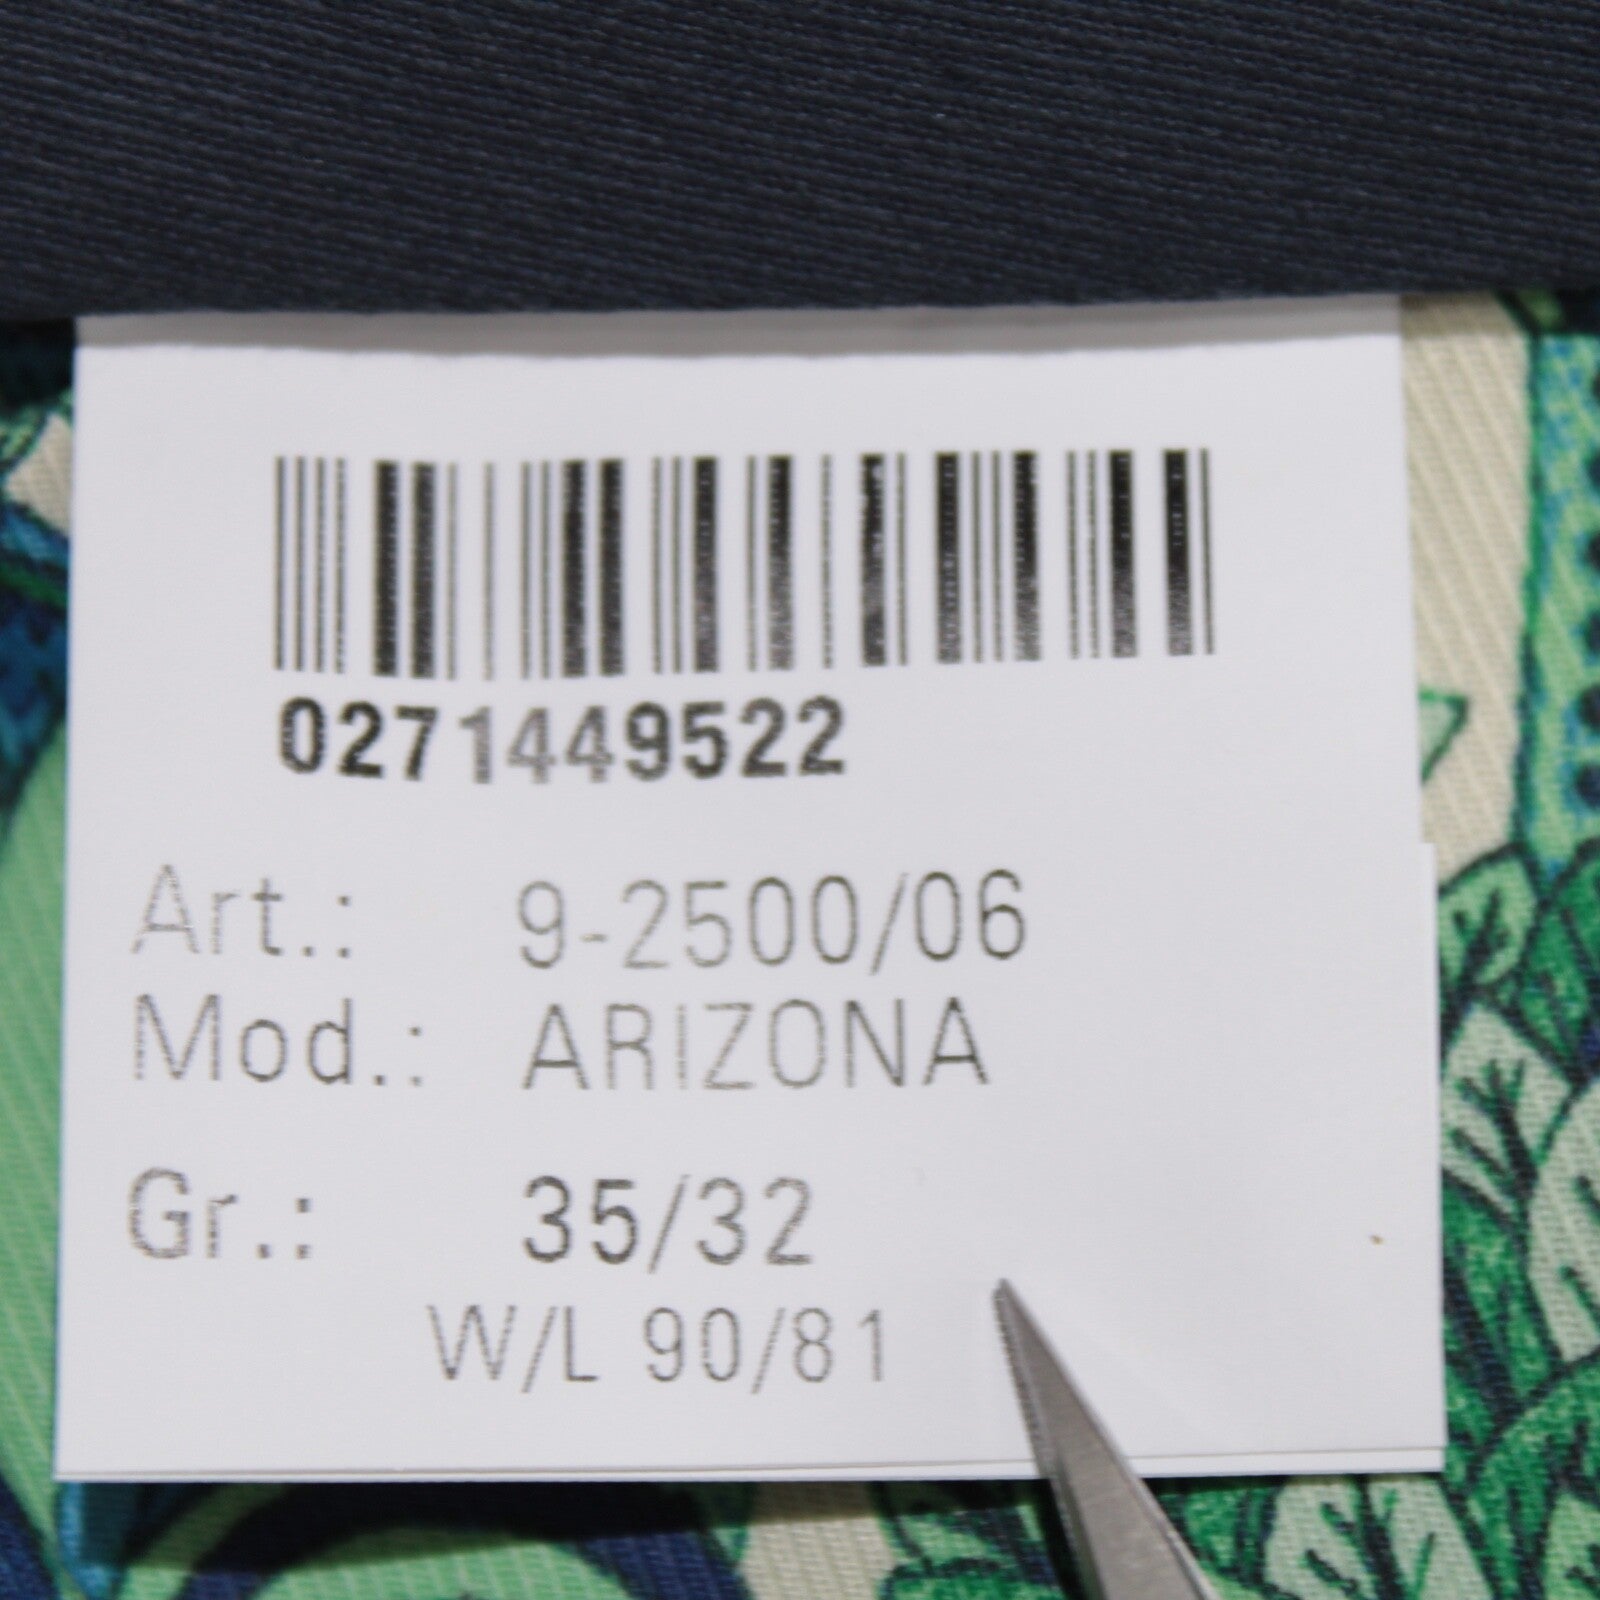 0271449522
Art.: 9-2500/06
Mod.: ARIZONA
Gr.: 35/32
W/L 90/81